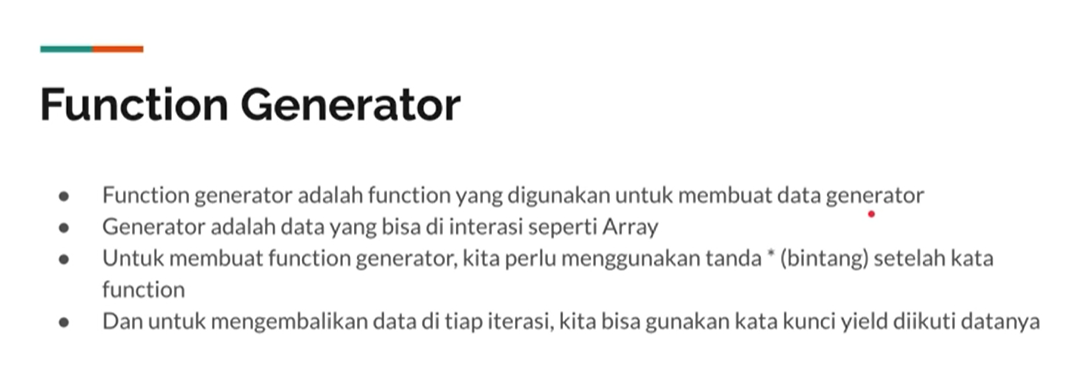 Function Generator
● Function generator adalah function yang digunakan untuk membuat data generator
● Generator adalah data yang bisa di interasi seperti Array
● Untuk membuat function generator, kita perlu menggunakan tanda * (bintang) setelah kata
function
● Dan untuk mengembalikan data di tiap iterasi, kita bisa gunakan kata kunci yield diikuti datanya